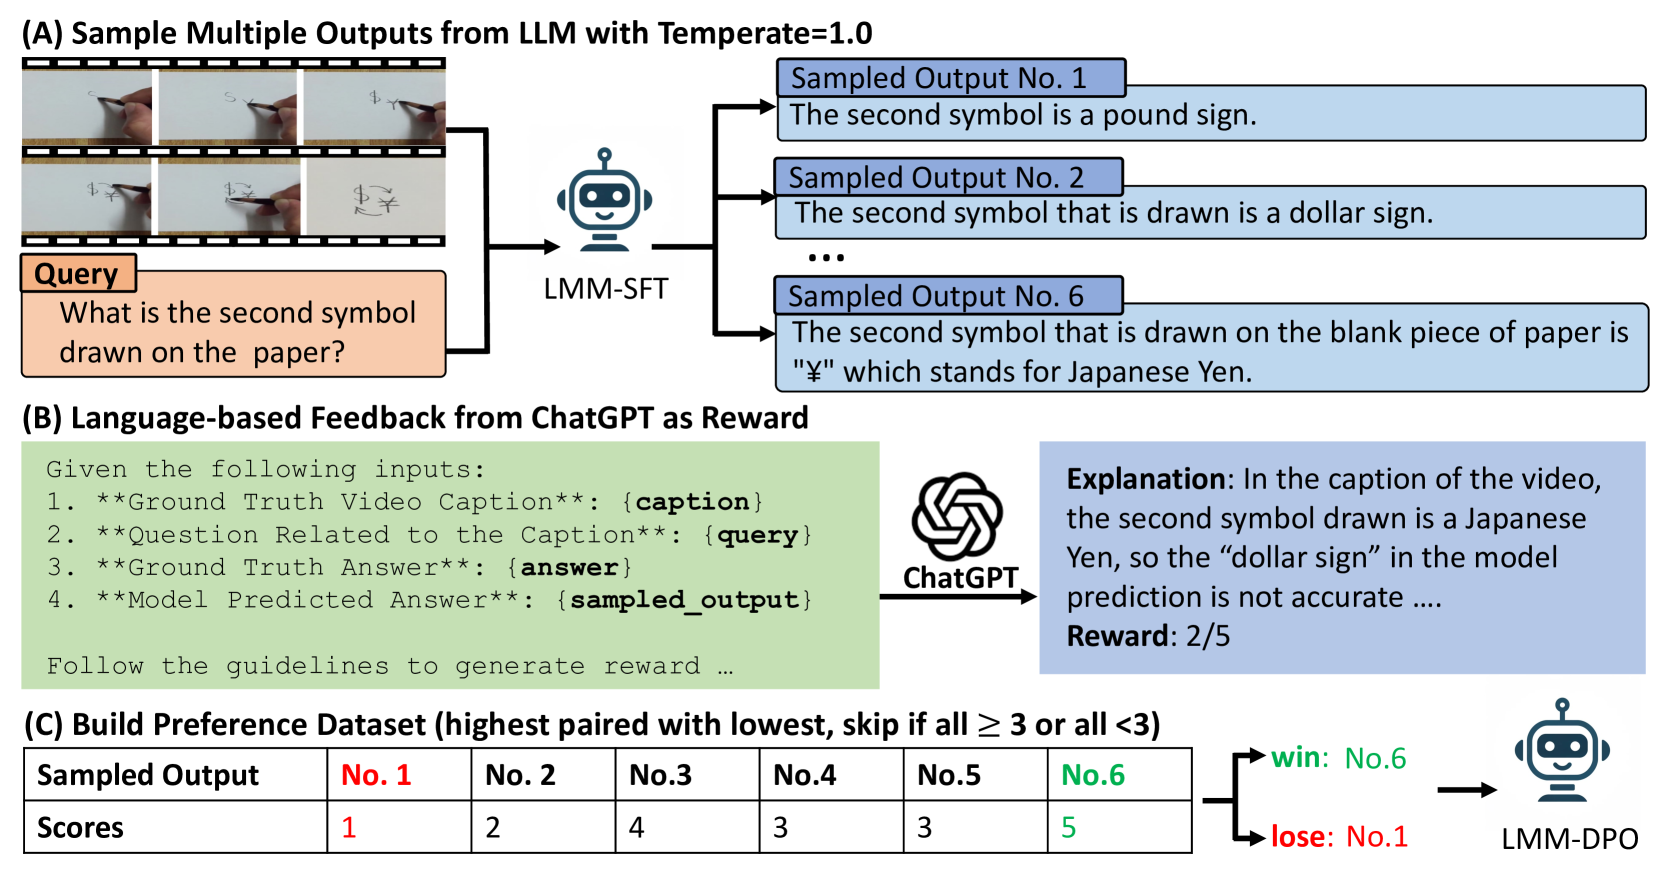 (A) Sample Multiple Outputs from LLM with Temperate=1.0
Query
What is the second symbol
drawn on the paper?
LMM-SFT
Sampled Output No. 1
The second symbol is a pound sign.
Sampled Output No. 2
The second symbol that is drawn is a dollar sign.
...
Sampled Output No. 6
The second symbol that is drawn on the blank piece of paper is
"¥" which stands for Japanese Yen.
(B) Language-based Feedback from ChatGPT as Reward
Given the following inputs:
1. **Ground Truth Video Caption**: {caption}
2. **Question Related to the Caption**: {query}
3. **Ground Truth Answer**: {answer}
4. **Model Predicted Answer**: {sampled_output}
Follow the guidelines to generate reward …
ChatGPT
Explanation: In the caption of the video,
the second symbol drawn is a Japanese
Yen, so the “dollar sign” in the model
prediction is not accurate ….
Reward: 2/5
(C) Build Preference Dataset (highest paired with lowest, skip if all ≥ 3 or all <3)
Sampled Output No. 1 No. 2 No.3 No.4 No.5 No.6
Scores 1 2 4 3 3 5
win: No.6
lose: No.1
LMM-DPO